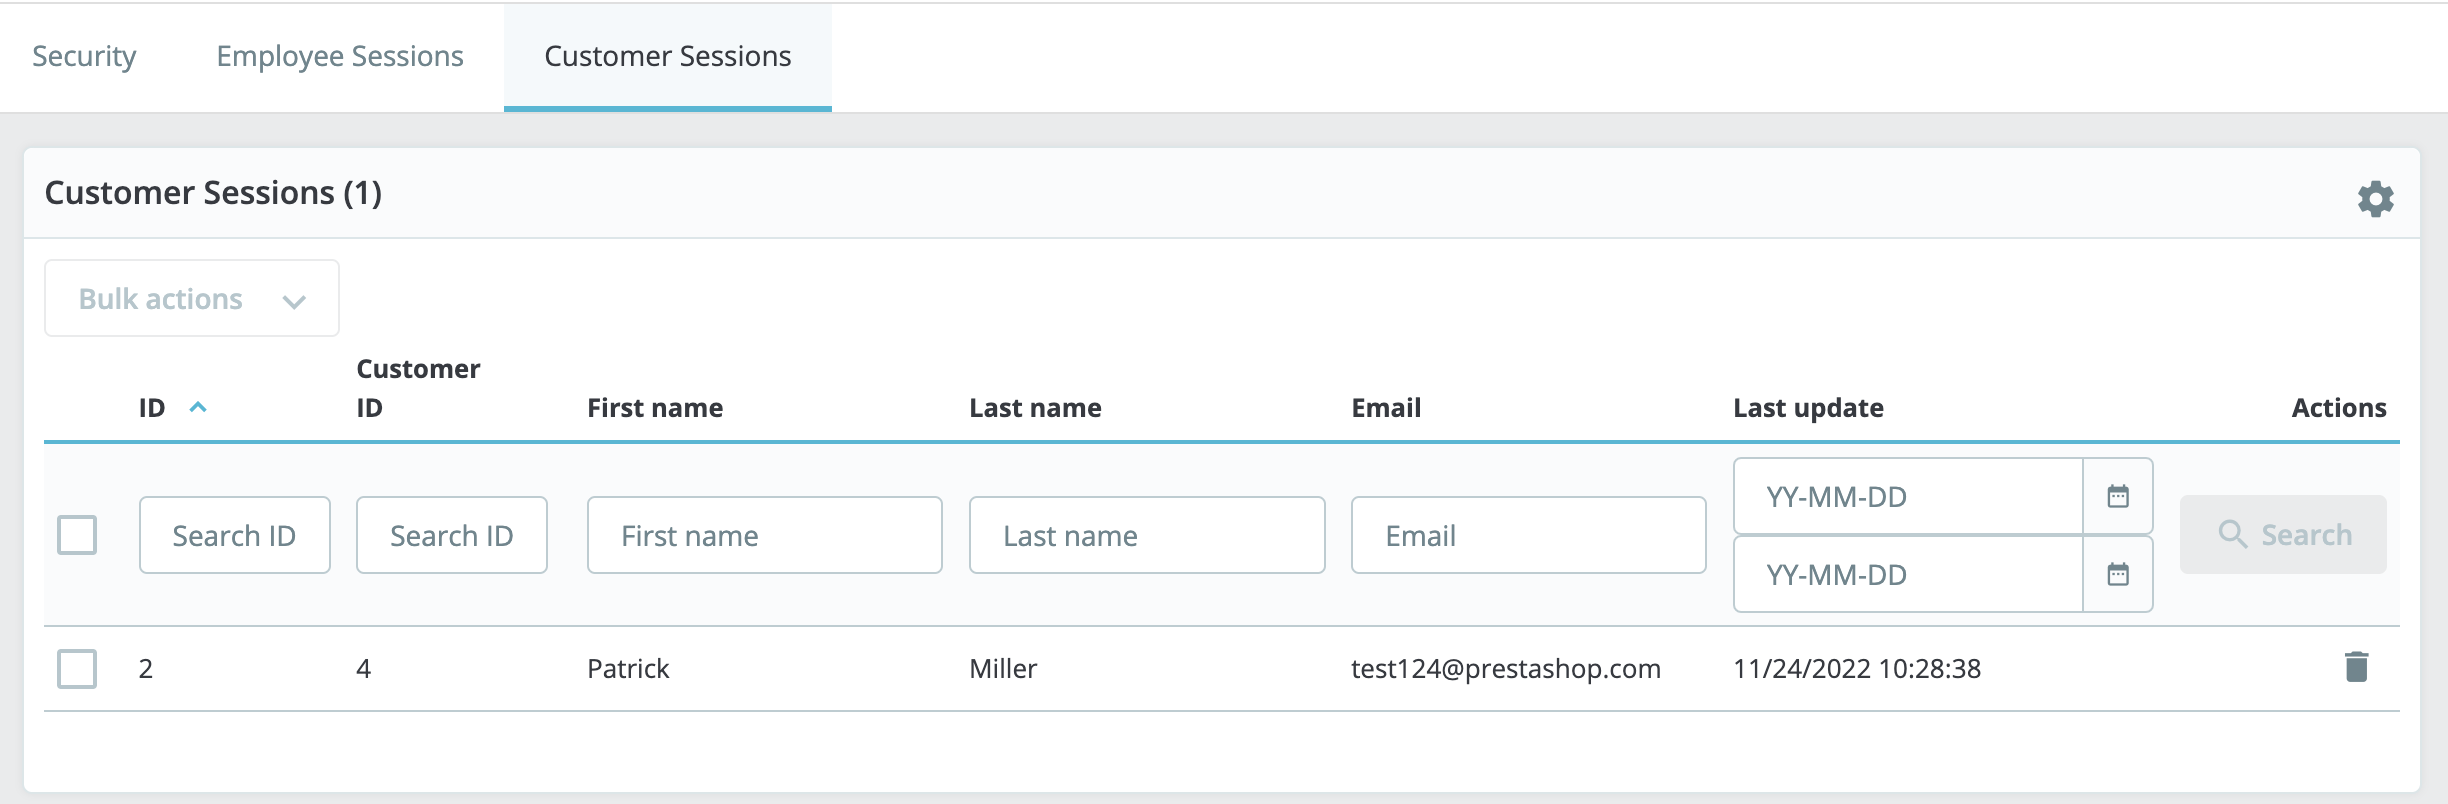 Security Employee Sessions Customer Sessions
Customer Sessions (1)
Bulk actions
ID Customer ID First name Last name Email Last update Actions
Search ID Search ID First name Last name Email YY-MM-DD Search
YY-MM-DD
2 4 Patrick Miller test124@prestashop.com 11/24/2022 10:28:38